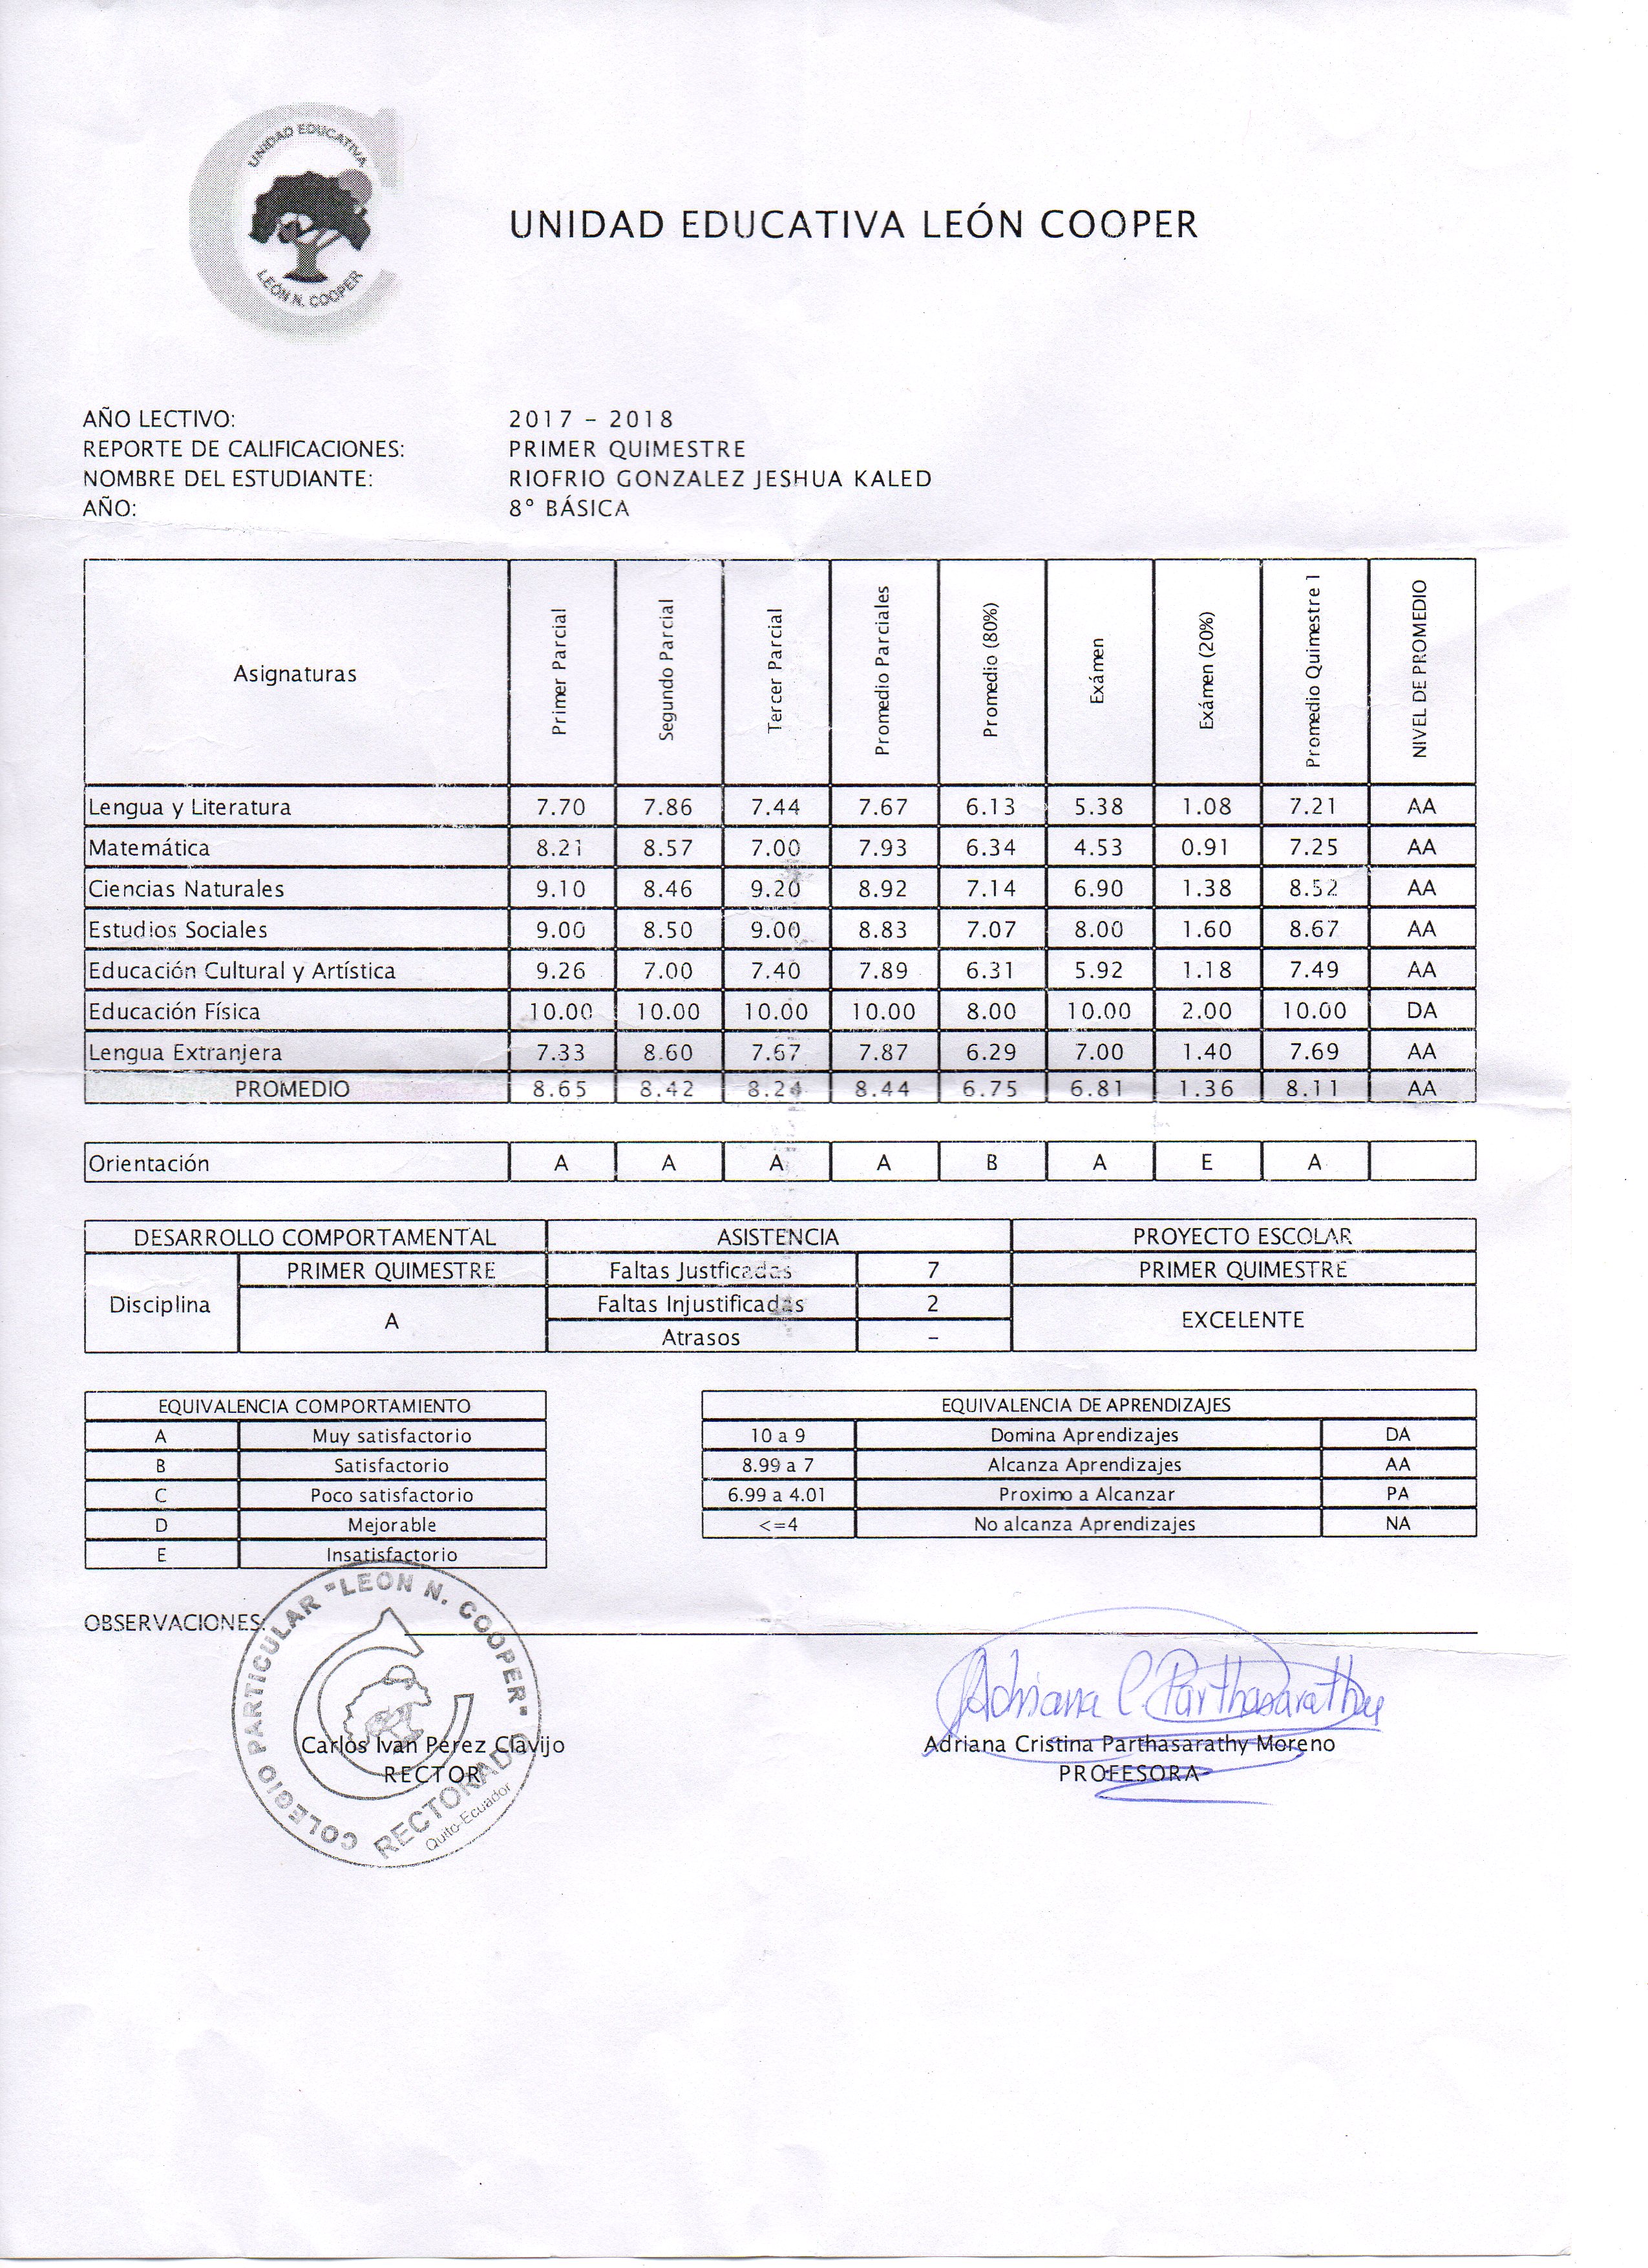 UNIDAD EDUCATIVA
LEÓN N. COOPER
UNIDAD EDUCATIVA LEÓN COOPER
AÑO LECTIVO: 2017 – 2018
REPORTE DE CALIFICACIONES: PRIMER QUIMESTRE
NOMBRE DEL ESTUDIANTE: RIOFRIO GONZALEZ JESHUA KALED
AÑO: 8° BÁSICA
Asignaturas Primer Parcial Segundo Parcial Tercer Parcial Promedio Parciales Promedio (80%) Exámen Exámen (20%) Promedio Quimestre 1 NIVEL DE PROMEDIO
Lengua y Literatura 7.70 7.86 7.44 7.67 6.13 5.38 1.08 7.21 AA
Matemática 8.21 8.57 7.00 7.93 6.34 4.53 0.91 7.25 AA
Ciencias Naturales 9.10 8.46 9.20 8.92 7.14 6.90 1.38 8.52 AA
Estudios Sociales 9.00 8.50 9.00 8.83 7.07 8.00 1.60 8.67 AA
Educación Cultural y Artística 9.26 7.00 7.40 7.89 6.31 5.92 1.18 7.49 AA
Educación Física 10.00 10.00 10.00 10.00 8.00 10.00 2.00 10.00 DA
Lengua Extranjera 7.33 8.60 7.67 7.87 6.29 7.00 1.40 7.69 AA
PROMEDIO 8.65 8.42 8.24 8.44 6.75 6.81 1.36 8.11 AA
Orientación A A A A B A E A
DESARROLLO COMPORTAMENTAL ASISTENCIA PROYECTO ESCOLAR
PRIMER QUIMESTRE Faltas Justficadas 7 PRIMER QUIMESTRE
Disciplina A Faltas Injustificadas 2 EXCELENTE
Atrasos –
EQUIVALENCIA COMPORTAMIENTO EQUIVALENCIA DE APRENDIZAJES
A Muy satisfactorio 10 a 9 Domina Aprendizajes DA
B Satisfactorio 8.99 a 7 Alcanza Aprendizajes AA
C Poco satisfactorio 6.99 a 4.01 Proximo a Alcanzar PA
D Mejorable <=4 No alcanza Aprendizajes NA
E Insatisfactorio
OBSERVACIONES:
COLEGIO PARTICULAR "LEON N. COOPER"
RECTORADO
Quito-Ecuador
Adriana C. Parthasarathy
Carlos Ivan Perez Clavijo Adriana Cristina Parthasarathy Moreno
RECTOR PROFESORA